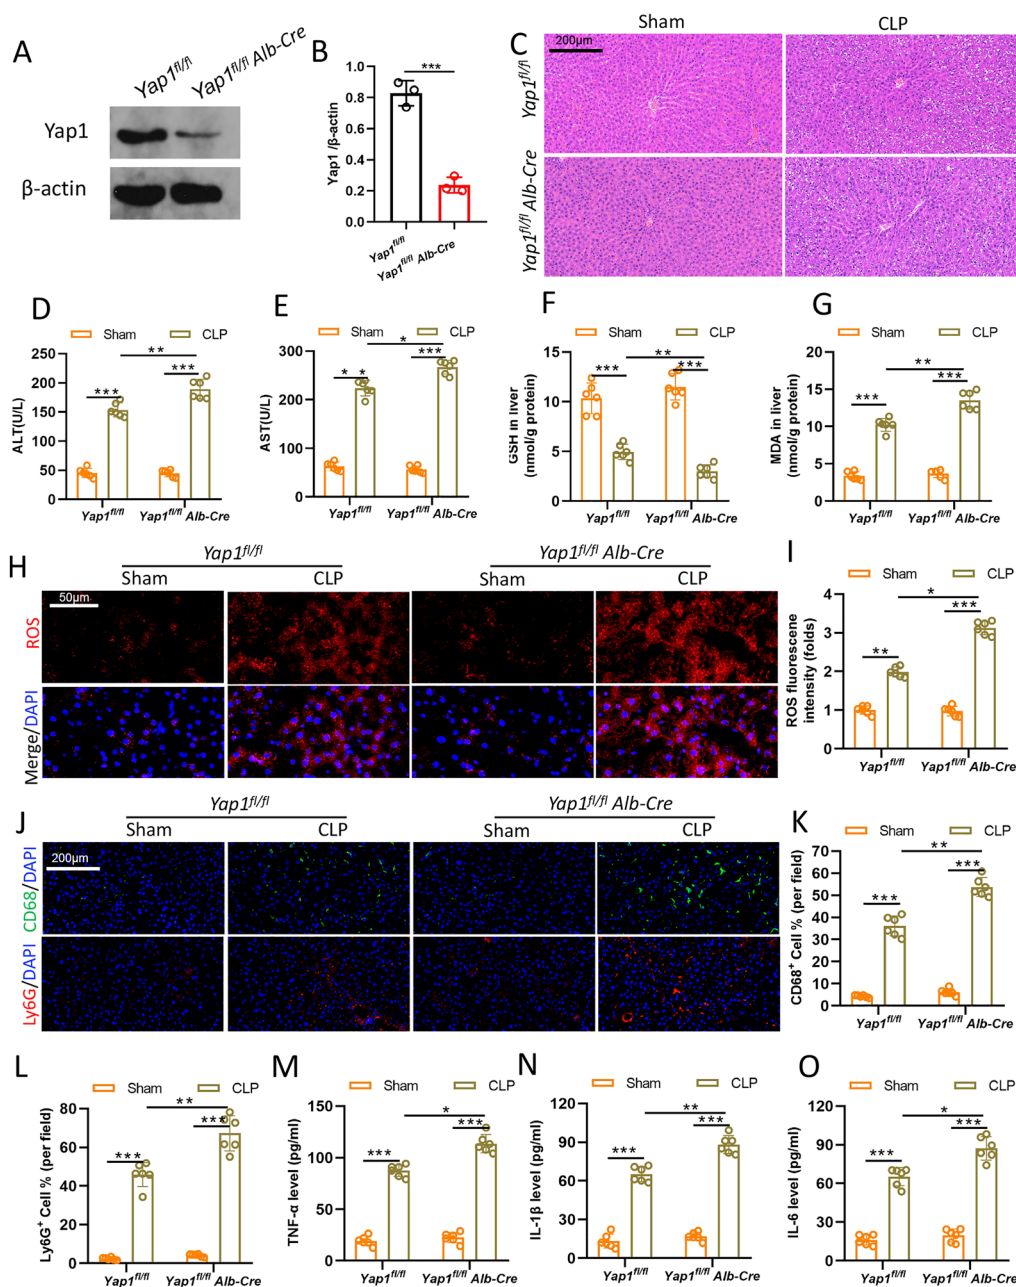 A
Yap1fl/fl
Yap1fl/fl Alb-Cre
Yap1
β-actin
B
***
Yap1 /β-actin
1.0
0.8
0.6
0.4
0.2
0.0
Yap1fl/fl
Yap1fl/fl Alb-Cre
C
Sham
CLP
200μm
Yap1fl/fl
Yap1fl/fl Alb-Cre
D
Sham
CLP
ALT(U/L)
250
200
150
100
50
0
***
***
**
Yap1fl/fl
Yap1fl/fl Alb-Cre
E
Sham
CLP
AST(U/L)
300
200
100
0
* *
***
*
Yap1fl/fl
Yap1fl/fl Alb-Cre
F
Sham
CLP
GSH in liver
(nmol/g protein)
15
10
5
0
***
***
**
Yap1fl/fl
Yap1fl/fl Alb-Cre
G
Sham
CLP
MDA in liver
(nmol/g protein)
20
15
10
5
0
***
***
**
Yap1fl/fl
Yap1fl/fl Alb-Cre
H
Yap1fl/fl
Yap1fl/fl Alb-Cre
Sham
CLP
Sham
CLP
50μm
ROS
Merge/DAPI
I
Sham
CLP
ROS fluorescene
intensity (folds)
4
3
2
1
0
**
***
*
Yap1fl/fl
Yap1fl/fl Alb-Cre
J
Yap1fl/fl
Yap1fl/fl Alb-Cre
Sham
CLP
Sham
CLP
200μm
CD68/DAPI
Ly6G/DAPI
K
Sham
CLP
CD68+ Cell % (per field)
70
60
50
40
30
20
10
0
***
***
**
Yap1fl/fl
Yap1fl/fl Alb-Cre
L
Sham
CLP
Ly6G+ Cell % (per field)
80
60
40
20
0
***
***
**
Yap1fl/fl
Yap1fl/fl Alb-Cre
M
Sham
CLP
TNF-α level (pg/ml)
150
100
50
0
***
***
*
Yap1fl/fl
Yap1fl/fl Alb-Cre
N
Sham
CLP
IL-1β level (pg/ml)
120
90
60
30
0
***
***
**
Yap1fl/fl
Yap1fl/fl Alb-Cre
O
Sham
CLP
IL-6 level (pg/ml)
120
90
60
30
0
***
***
*
Yap1fl/fl
Yap1fl/fl Alb-Cre